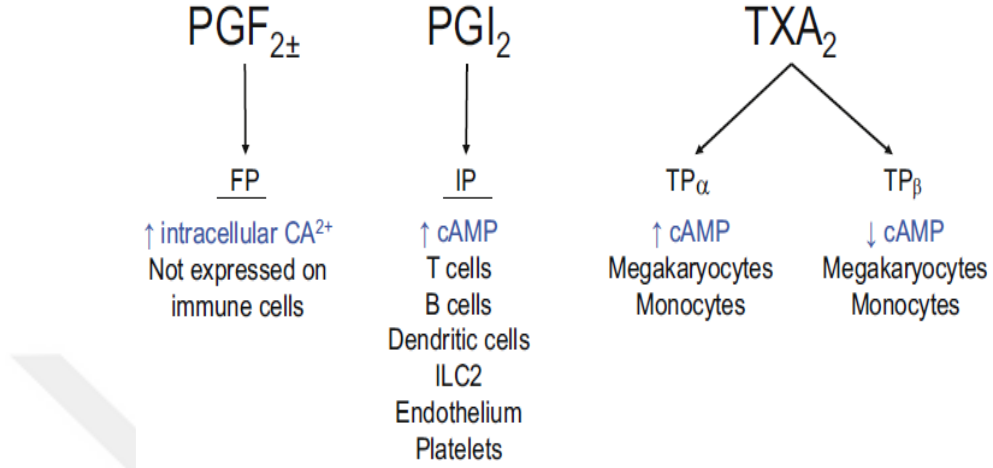 PGF2± PGI2 TXA2
FP IP TPα TPβ
↑ intracellular CA2+ ↑ cAMP ↑ cAMP ↓ cAMP
Not expressed on T cells Megakaryocytes Megakaryocytes
immune cells B cells Monocytes Monocytes
Dendritic cells
ILC2
Endothelium
Platelets